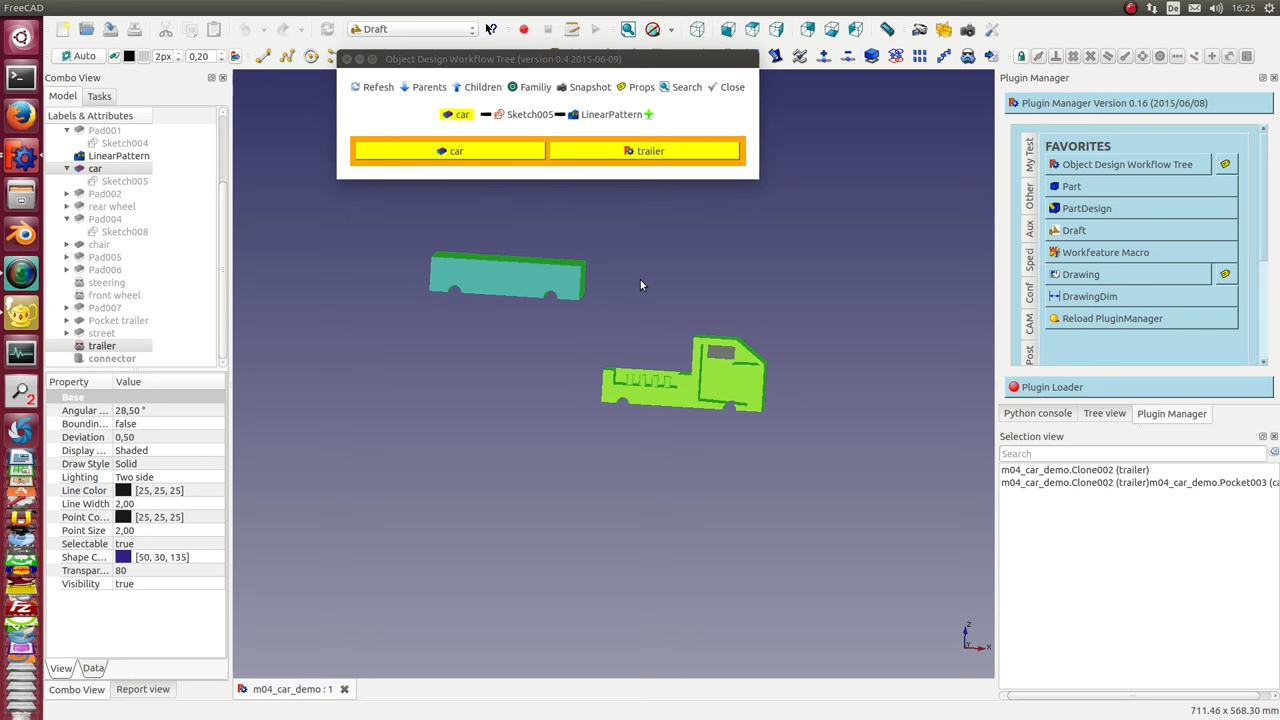 FreeCAD
De
16:25
Draft
Auto
2px
0,20
Combo View
Model
Tasks
Labels & Attributes
Pad001
Sketch004
LinearPattern
car
Sketch005
Pad002
rear wheel
Pad004
Sketch008
chair
Pad005
Pad006
steering
front wheel
Pad007
Pocket trailer
street
trailer
connector
Property Value
Base
Angular ... 28,50 °
Boundin... false
Deviation 0,50
Display ... Shaded
Draw Style Solid
Lighting Two side
Line Color [25, 25, 25]
Line Width 2,00
Point Co... [25, 25, 25]
Point Size 2,00
Selectable true
Shape C... [50, 30, 135]
Transpar... 80
Visibility true
View
Data
Combo View
Report view
Object Design Workflow Tree (version 0.4 2015-06-09)
Refesh Parents Children Familiy Snapshot Props Search Close
car Sketch005 LinearPattern
car trailer
m04_car_demo : 1
Plugin Manager
Plugin Manager Version 0.16 (2015/06/08)
My Test
Other
Aux
Sped
Conf
CAM
Post
FAVORITES
Object Design Workflow Tree
Part
PartDesign
Draft
Workfeature Macro
Drawing
DrawingDim
Reload PluginManager
Plugin Loader
Python console
Tree view
Plugin Manager
Selection view
Search
m04_car_demo.Clone002 (trailer)
m04_car_demo.Clone002 (trailer)m04_car_demo.Pocket003 (ca
Z
X
711.46 x 568.30 mm